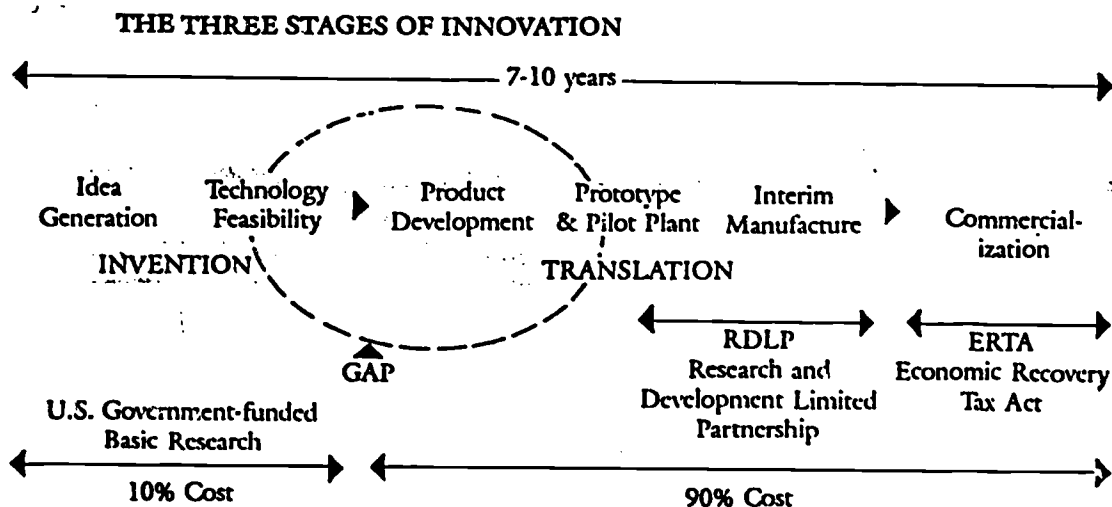 THE THREE STAGES OF INNOVATION
7-10 years
Idea
Generation
Technology
Feasibility
Product
Development
Prototype
& Pilot Plant
Interim
Manufacture
Commercial-
ization
INVENTION
TRANSLATION
GAP
RDLP
Research and
Development Limited
Partnership
ERTA
Economic Recovery
Tax Act
U.S. Government-funded
Basic Research
10% Cost
90% Cost